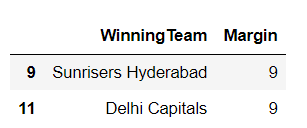 WinningTeam Margin
9 Sunrisers Hyderabad 9
11 Delhi Capitals 9